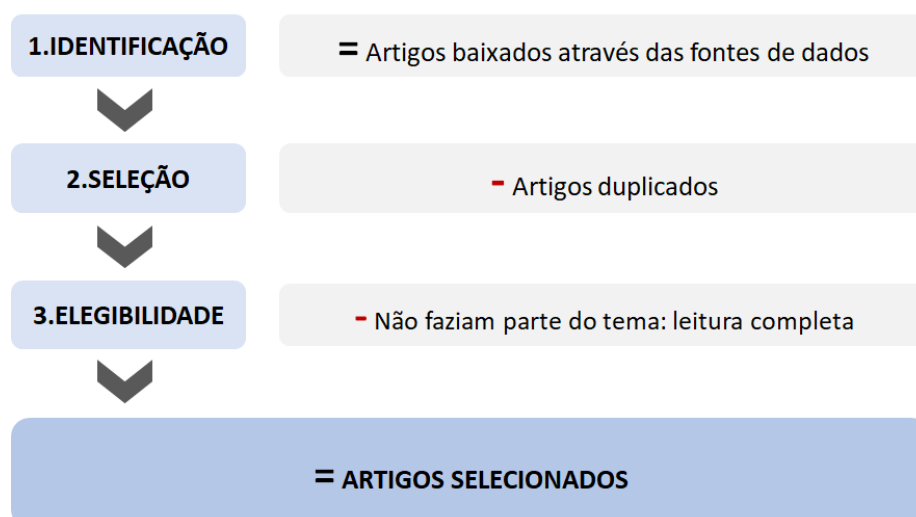 1.IDENTIFICAÇÃO
= Artigos baixados através das fontes de dados
2.SELEÇÃO
- Artigos duplicados
3.ELEGIBILIDADE
- Não faziam parte do tema: leitura completa
= ARTIGOS SELECIONADOS